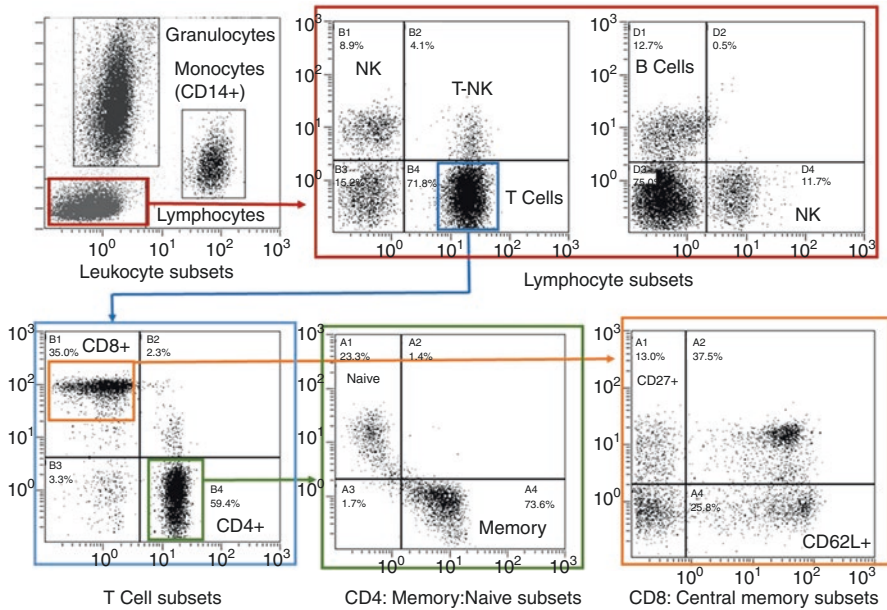 Granulocytes
Monocytes
(CD14+)
Lymphocytes
10⁰ 10¹ 10² 10³
Leukocyte subsets
10³
10²
10¹
10⁰
B1
8.9%
B2
4.1%
NK
T-NK
B3
15.2%
B4
71.8%
T Cells
10⁰ 10¹ 10² 10³
10³
10²
10¹
10⁰
D1
12.7%
D2
0.5%
B Cells
75.0%
D4
11.7%
NK
10⁰ 10¹ 10² 10³
Lymphocyte subsets
10³
10²
10¹
10⁰
B1
35.0%
CD8+
B2
2.3%
B3
3.3%
B4
59.4%
CD4+
10⁰ 10¹ 10² 10³
T Cell subsets
10³
10²
10¹
10⁰
A1
23.3%
A2
1.4%
Naive
A3
1.7%
A4
73.6%
Memory
10⁰ 10¹ 10² 10³
CD4: Memory:Naive subsets
10³
10²
10¹
10⁰
A1
13.0%
A2
37.5%
CD27+
A4
25.8%
CD62L+
10⁰ 10¹ 10² 10³
CD8: Central memory subsets